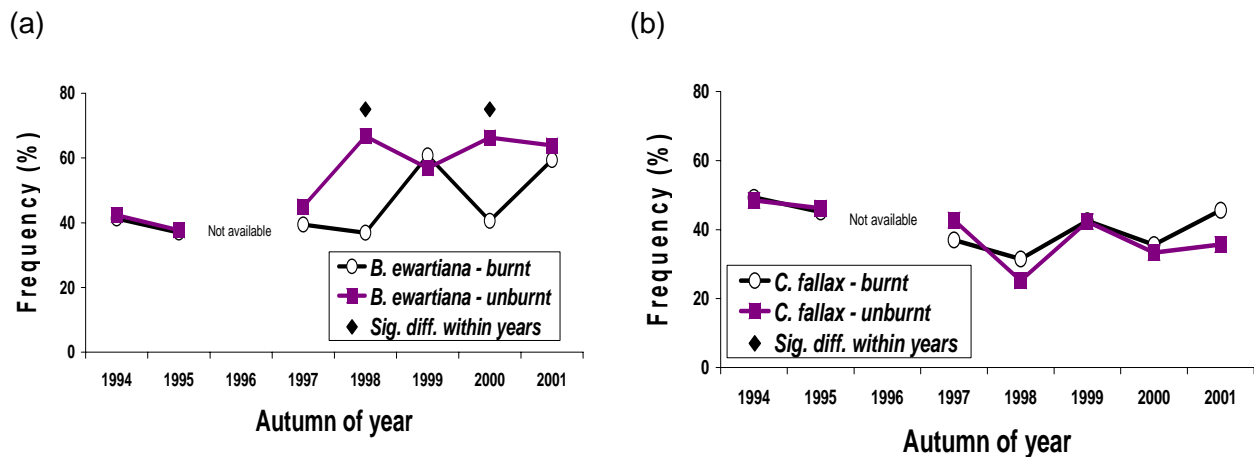 (a)
80
60
40
20
0
Frequency (%)
Not available
B. ewartiana - burnt
B. ewartiana - unburnt
Sig. diff. within years
1994 1995 1996 1997 1998 1999 2000 2001
Autumn of year
(b)
80
60
40
20
0
Frequency (%)
Not available
C. fallax - burnt
C. fallax - unburnt
Sig. diff. within years
1994 1995 1996 1997 1998 1999 2000 2001
Autumn of year